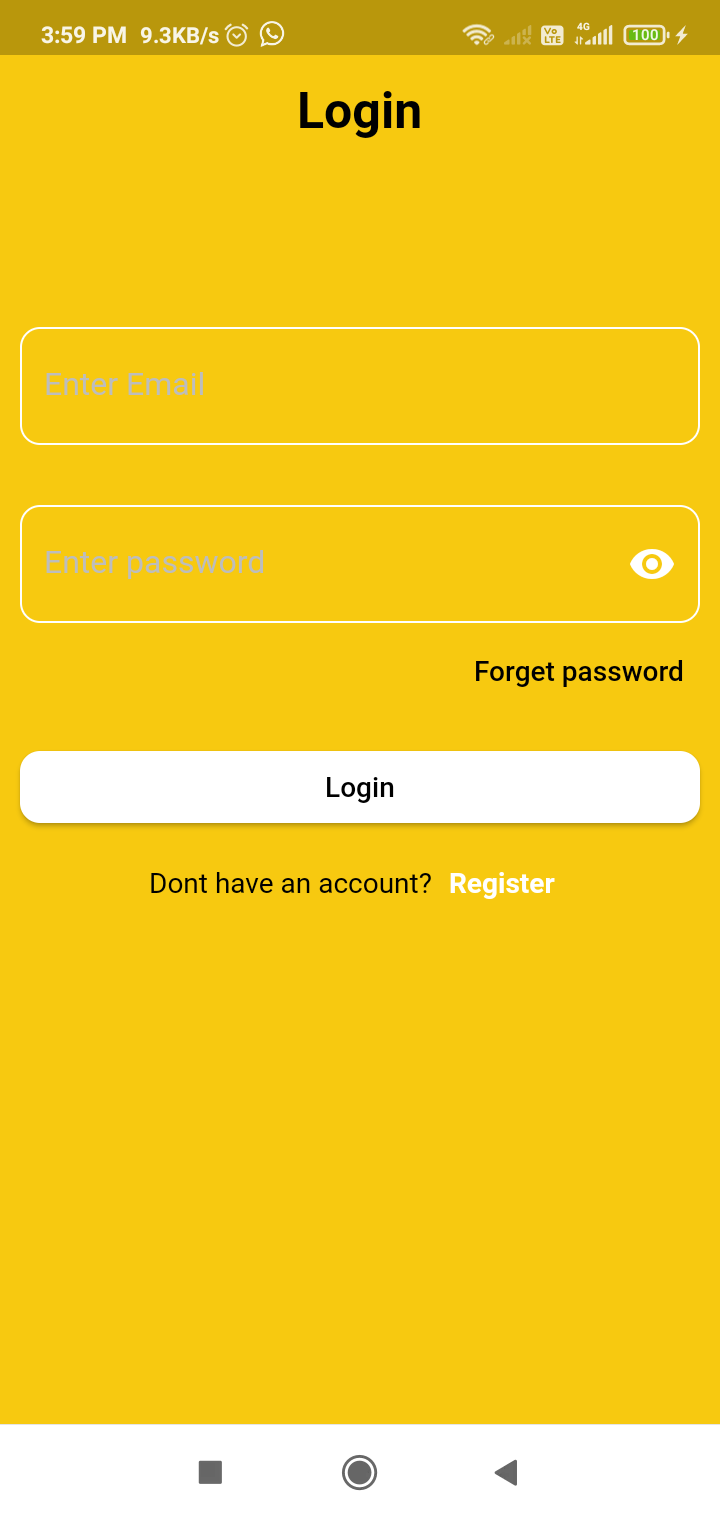 3:59 PM 9.3KB/s Vo LTE 4G 100
Login
Enter Email
Enter password
Forget password
Login
Dont have an account? Register